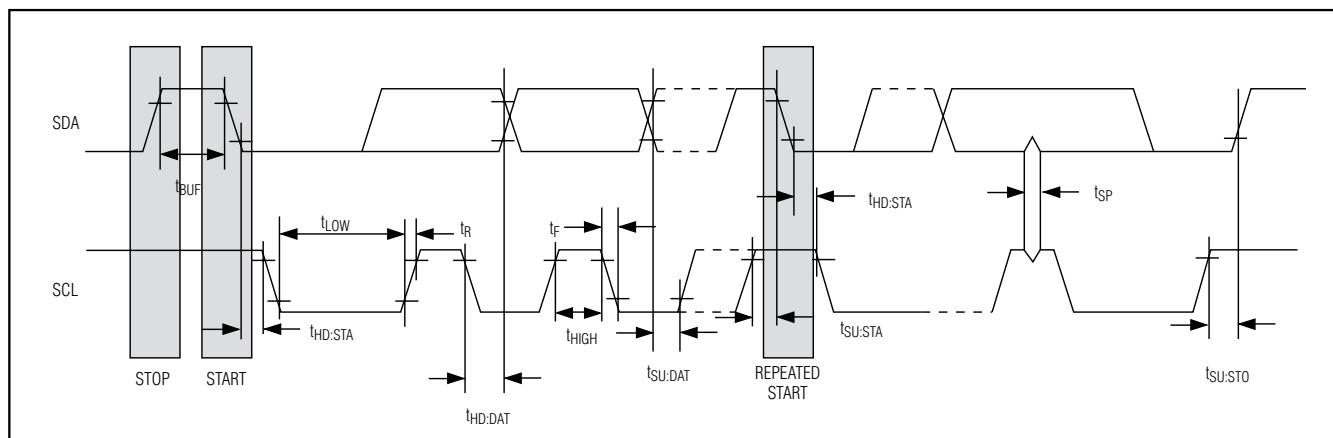 SDA
tBUF
tHD:STA
tSP
tLOW
tR
tF
SCL
tHD:STA
tHIGH
tSU:STA
tSU:DAT
tSU:STO
STOP
START
REPEATED
START
tHD:DAT